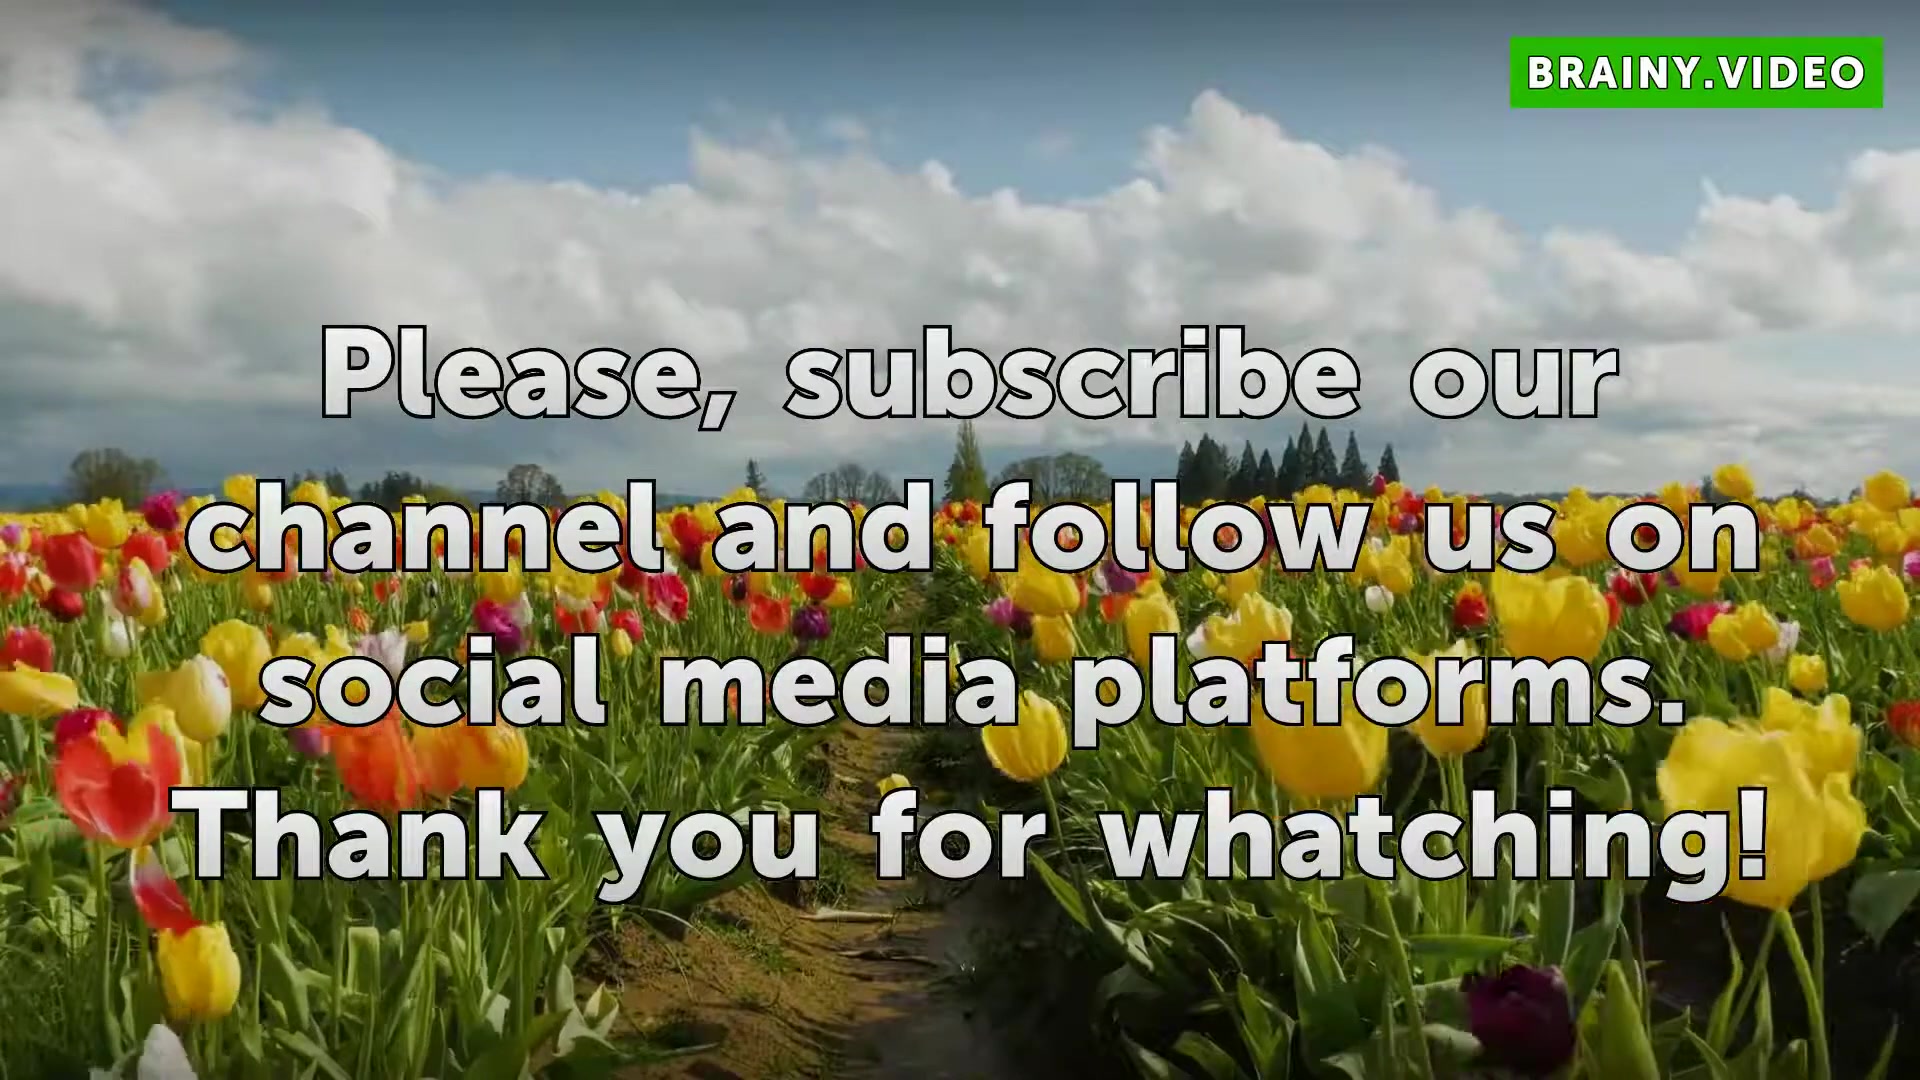 BRAINY.VIDEO
Please, subscribe our
channel and follow us on
social media platforms.
Thank you for whatching!